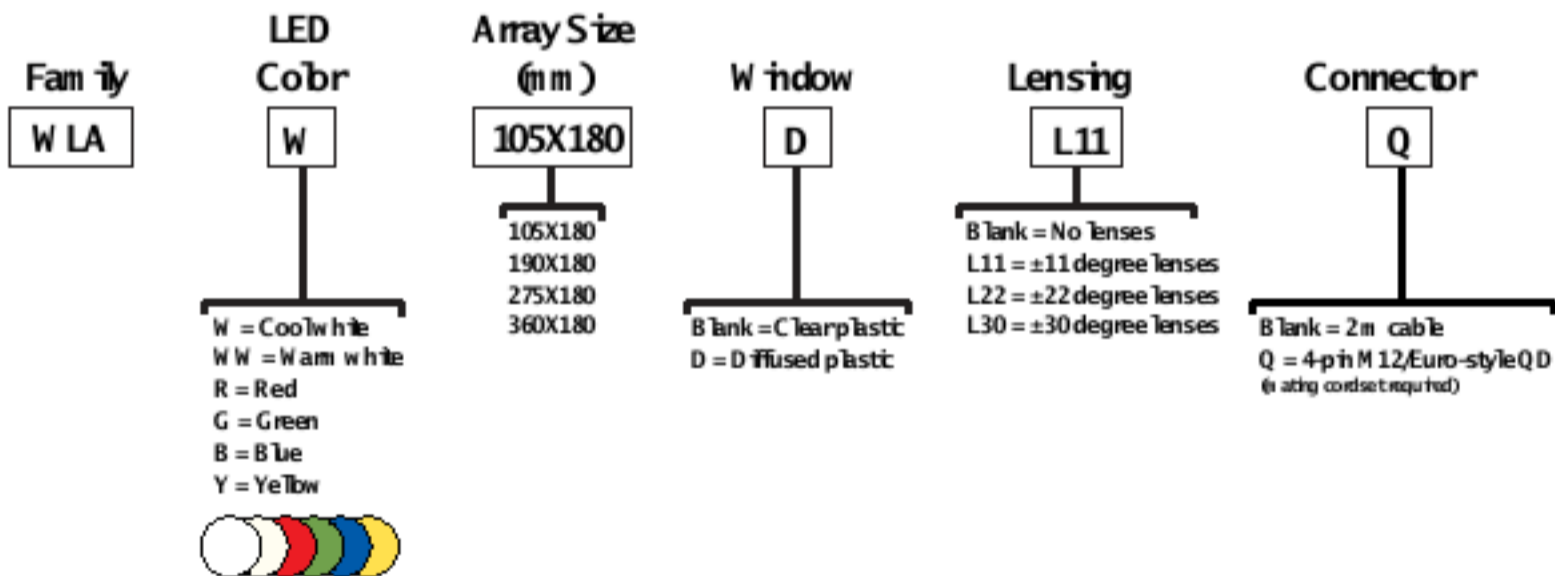 Family
WLA
LED
Color
W
W = Cool white
WW = Warm white
R = Red
G = Green
B = Blue
Y = Yellow
Array Size
(mm)
105X180
105X180
190X180
275X180
360X180
Window
D
Blank = Clear plastic
D = Diffused plastic
Lensing
L11
Blank = No lenses
L11 = ±11 degree lenses
L22 = ±22 degree lenses
L30 = ±30 degree lenses
Connector
Q
Blank = 2m cable
Q = 4-pin M12/Euro-style QD
(mating cordset required)